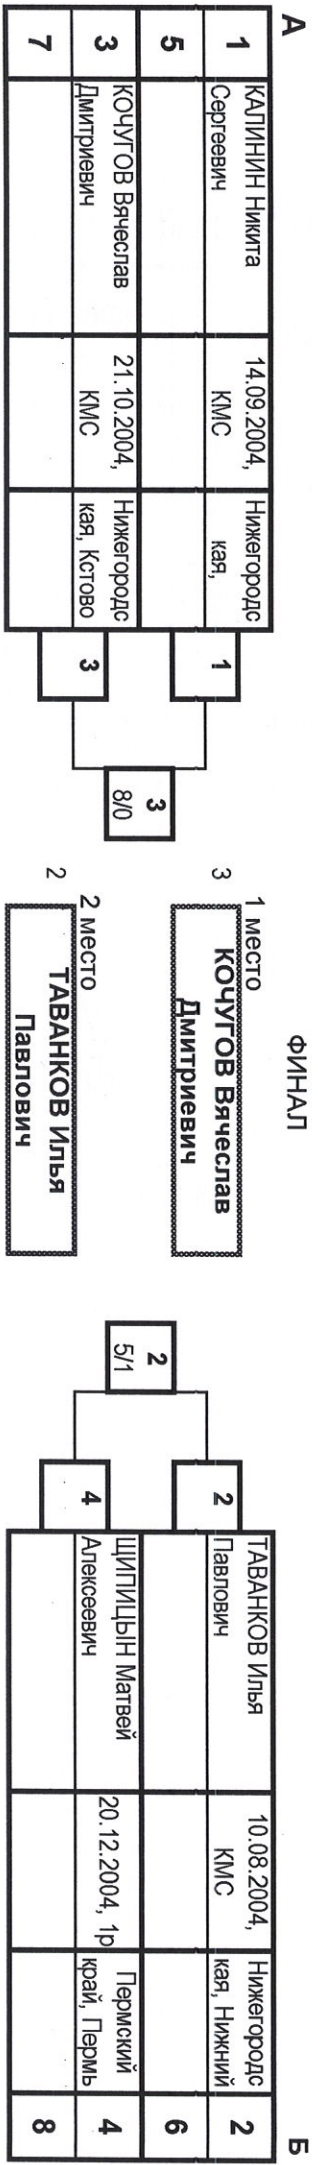 А
1
КАЛИНИН Никита
Сергеевич
14.09.2004,
КМС
Нижегородс
кая,
5
3
КОЧУГОВ Вячеслав
Дмитриевич
21.10.2004,
КМС
Нижегородс
кая, Кстово
7
1
3
3
8/0
ФИНАЛ
1 место
3
КОЧУГОВ Вячеслав
Дмитриевич
2 место
2
ТАВАНКОВ Илья
Павлович
2
5/1
2
4
Б
ТАВАНКОВ Илья
Павлович
10.08.2004,
КМС
Нижегородс
кая, Нижний
2
6
ЩИПИЦЫН Матвей
Алексеевич
20.12.2004, 1р
Пермский
край, Пермь
4
8